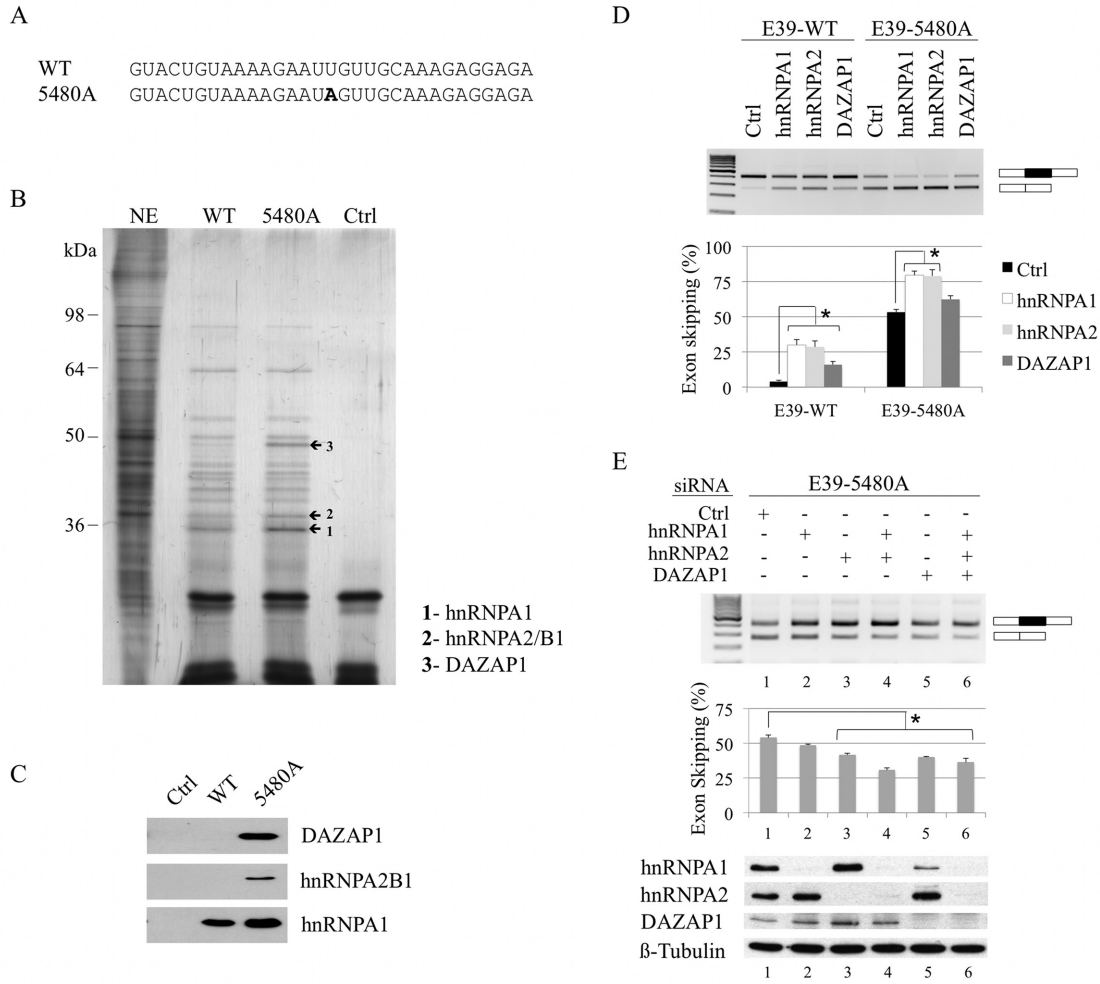 A
WT GUACUGUAAAAGAAUUGUUGCAAAGAGGAGA
5480A GUACUGUAAAAGAAUAGUUGCAAAGAGGAGA
B
NE WT 5480A Ctrl
kDa
98
64
50
36
3
2
1
1- hnRNPA1
2- hnRNPA2/B1
3- DAZAP1
C
Ctrl WT 5480A
DAZAP1
hnRNPA2B1
hnRNPA1
D
E39-WT E39-5480A
Ctrl hnRNPA1 hnRNPA2 DAZAP1 Ctrl hnRNPA1 hnRNPA2 DAZAP1
Exon skipping (%)
100
75
50
25
0
* *
E39-WT E39-5480A
Ctrl
hnRNPA1
hnRNPA2
DAZAP1
E
siRNA E39-5480A
Ctrl + - - - - -
hnRNPA1 - + - + - +
hnRNPA2 - - + + - +
DAZAP1 - - - - + +
1 2 3 4 5 6
Exon Skipping (%)
75
50
25
0
*
1 2 3 4 5 6
hnRNPA1
hnRNPA2
DAZAP1
ß-Tubulin
1 2 3 4 5 6